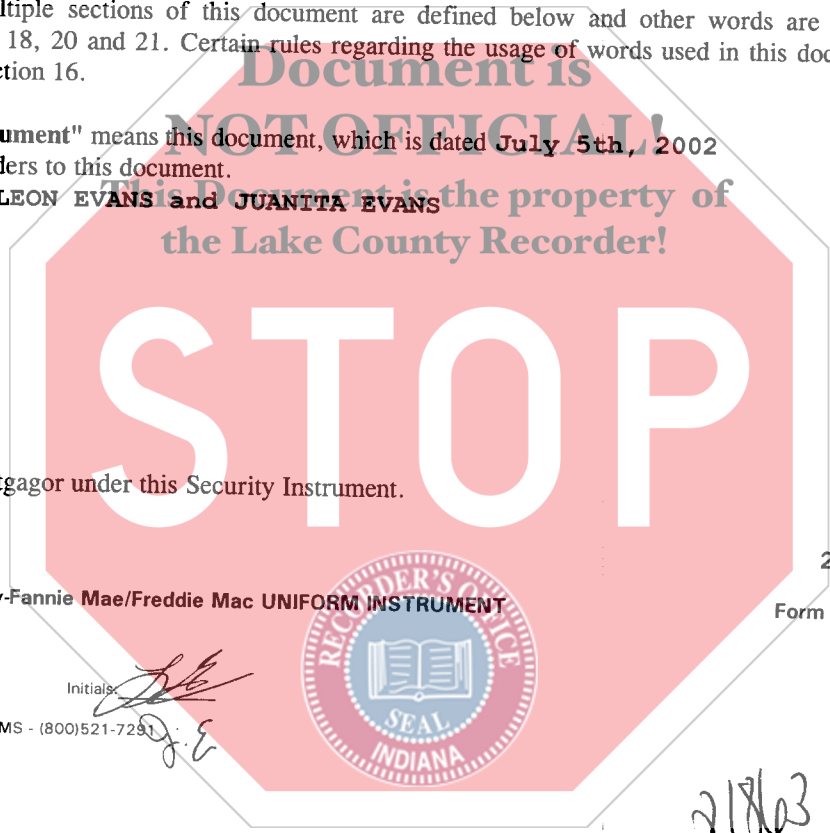 ltiple sections of this document are defined below and other words are
18, 20 and 21. Certain rules regarding the usage of words used in this doc
ction 16.
Document is
ument" means this document, which is dated July 5th, 2002
NOT OFFICIAL!
ders to this document.
This Document is the property of
LEON EVANS and JUANITA EVANS
the Lake County Recorder!
STOP
tgagor under this Security Instrument.
2
y-Fannie Mae/Freddie Mac UNIFORM INSTRUMENT
Form
RECORDER'S OFFICE
SEAL
INDIANA
Initials:
MS - (800)521-7291
J.E
21863